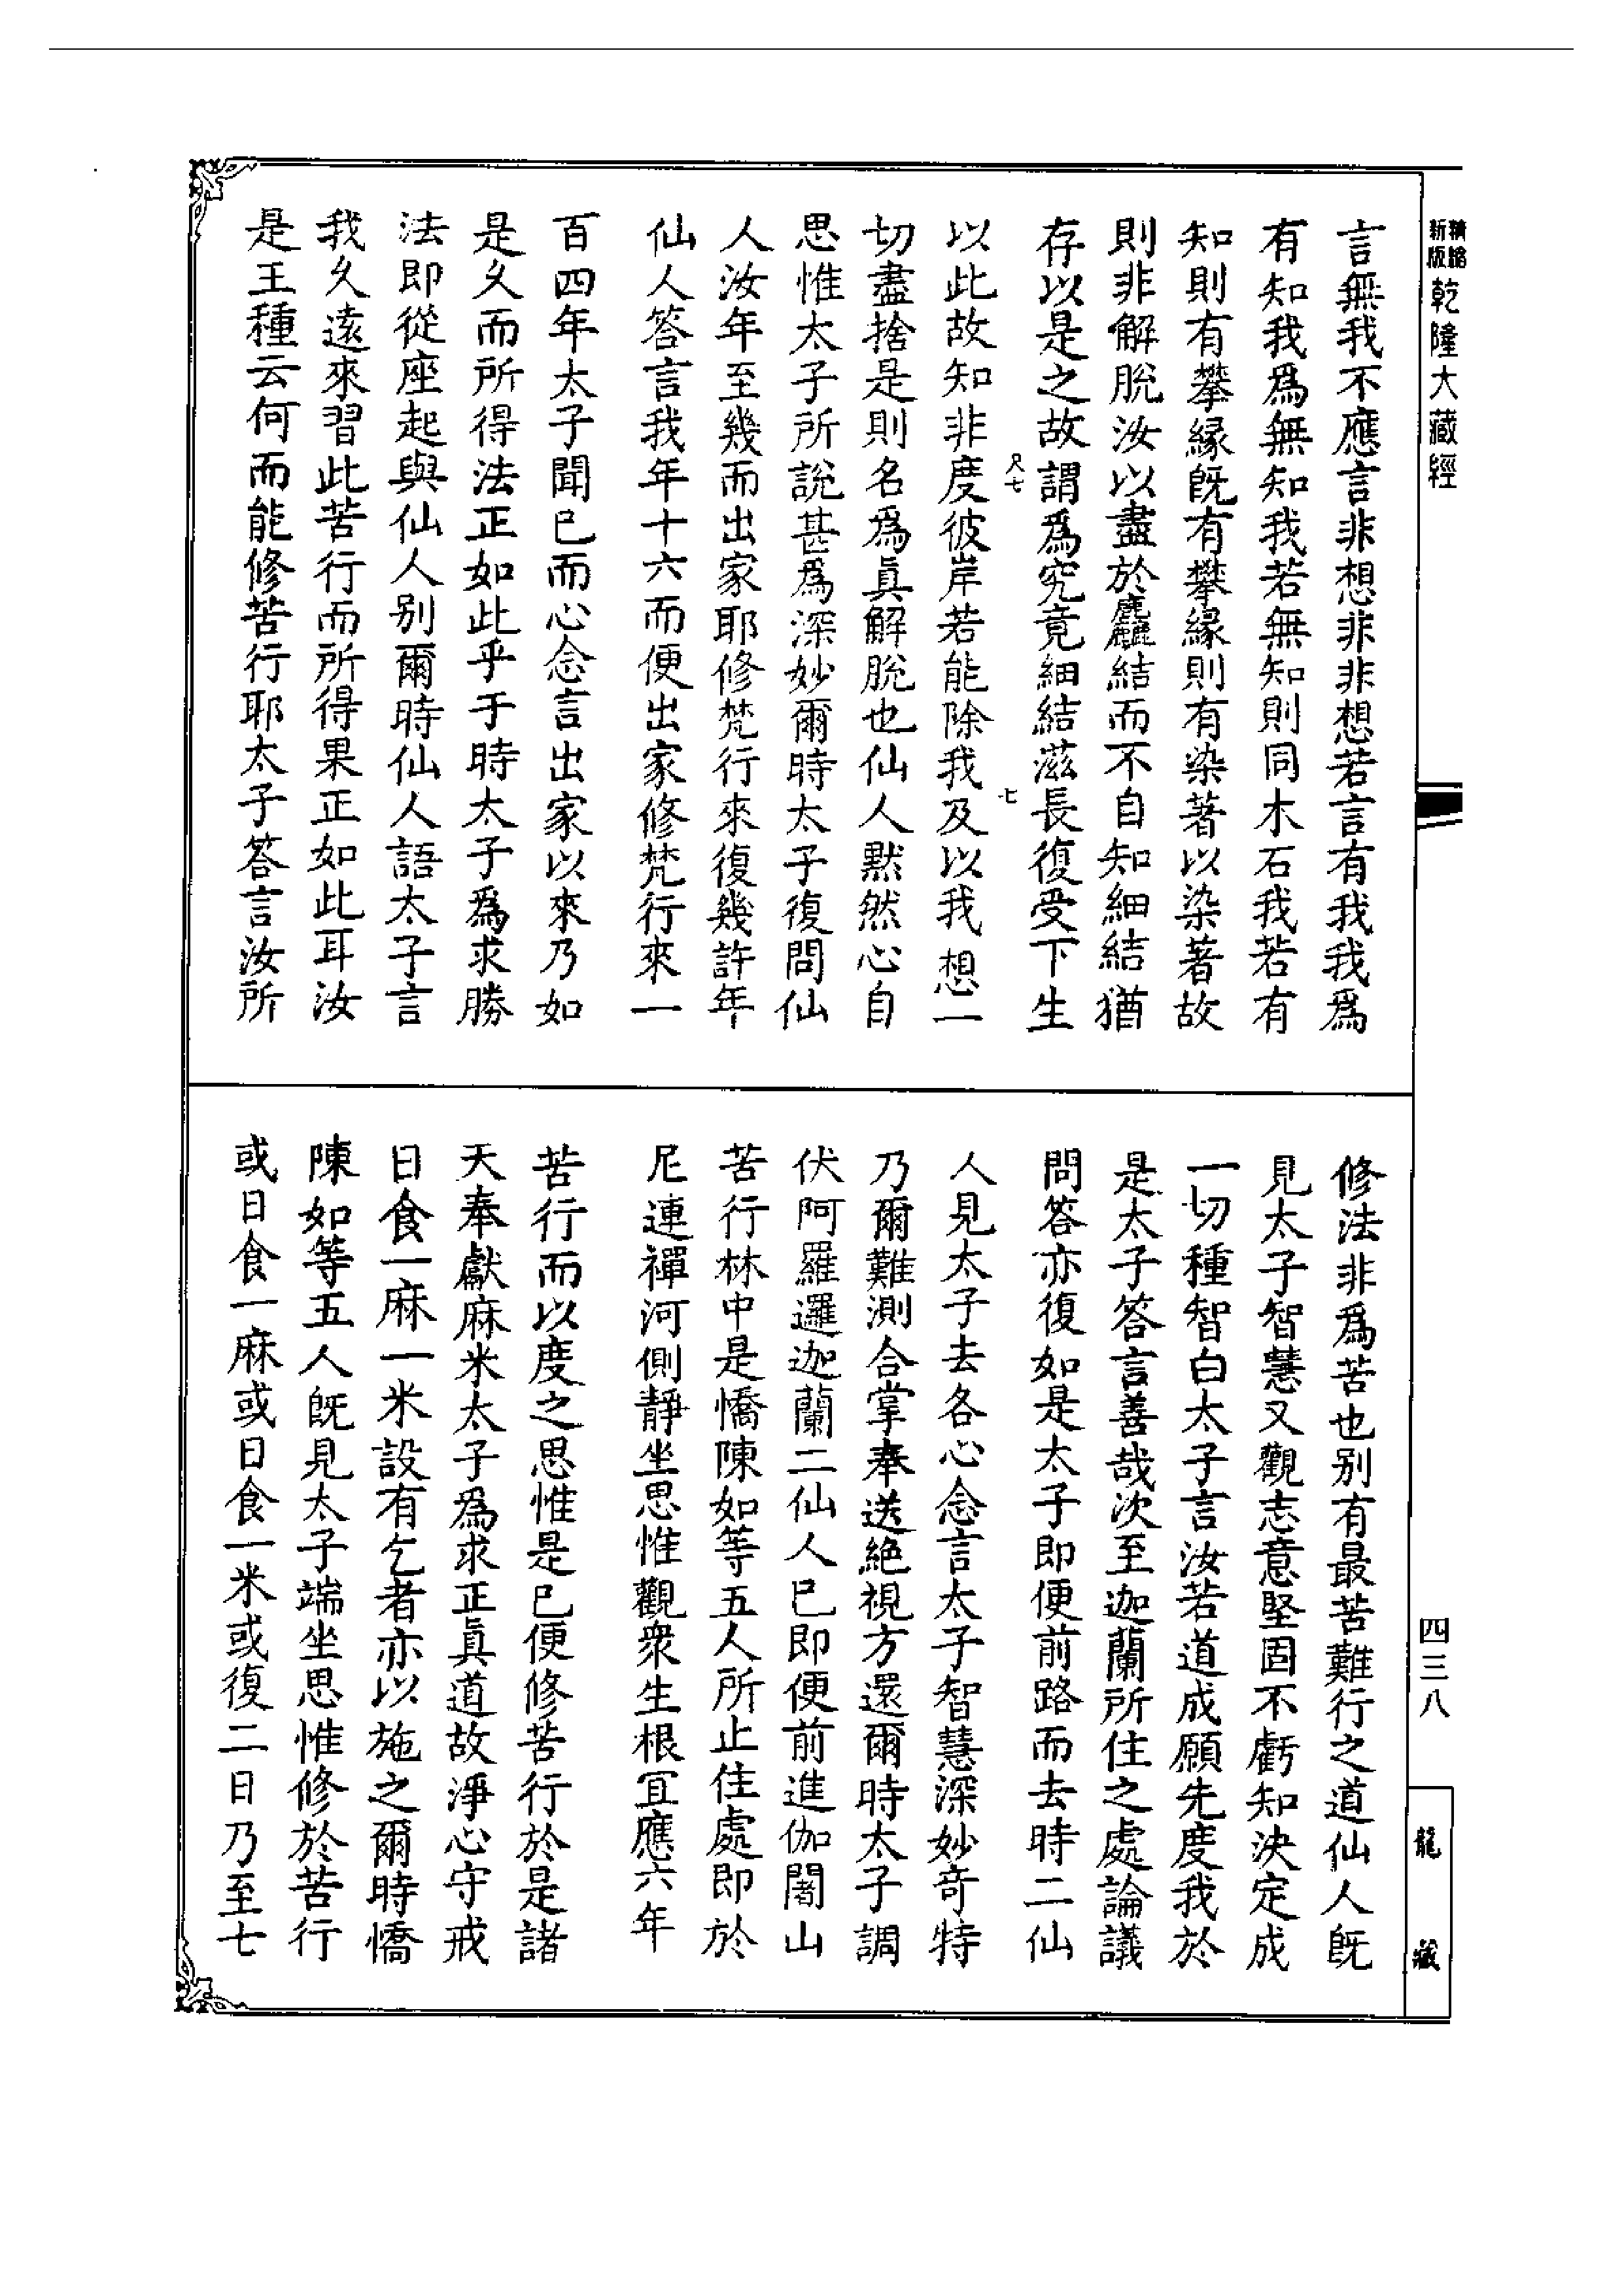 精縮
新版
乾隆大藏經
言無我不應言非想非非想若言有我我爲
有知我爲無知我若無知則同木石我若有
知則有攀緣旣有攀緣則有染著以染著故
則非解脫汝以盡於麤結而不自知細結猶
存以是之故謂爲究竟細結滋長復受下生
尺七
七
以此故知非度彼岸若能除我及以我想一
切盡捨是則名爲眞解脫也仙人默然心自
思惟太子所說甚爲深妙爾時太子復問仙
人汝年至幾而出家耶修梵行來復幾許年
仙人答言我年十六而便出家修梵行來一
百四年太子聞已而心念言出家以來乃如
是久而所得法正如此乎于時太子爲求勝
法即從座起與仙人別爾時仙人語太子言
我久遠來習此苦行而所得果正如此耳汝
是王種云何而能修苦行耶太子答言汝所
修法非爲苦也別有最苦難行之道仙人旣
見太子智慧又觀志意堅固不虧知決定成
一切種智白太子言汝若道成願先度我於
是太子答言善哉次至迦蘭所住之處論議
問答亦復如是太子即便前路而去時二仙
人見太子去各心念言太子智慧深妙奇特
乃爾難測合掌奉送絶視方還爾時太子調
伏阿羅邏迦蘭二仙人已即便前進伽闍山
苦行林中是憍陳如等五人所止住處即於
尼連禪河側靜坐思惟觀衆生根宜應六年
苦行而以度之思惟是已便修苦行於是諸
天奉獻麻米太子爲求正眞道故淨心守戒
日食一麻一米設有乞者亦以施之爾時憍
陳如等五人旣見太子端坐思惟修於苦行
或日食一麻或日食一米或復二日乃至七
四三八
龍藏